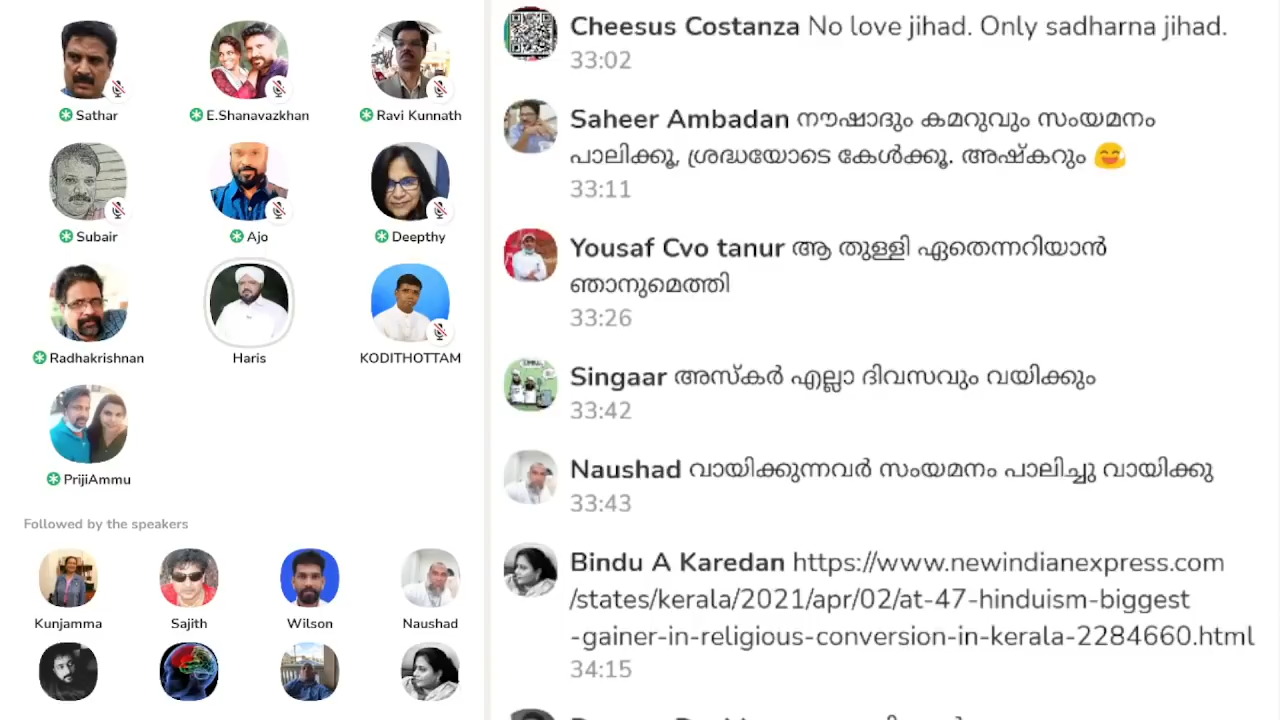 Sathar
E.Shanavazkhan
Ravi Kunnath
Subair
Ajo
Deepthy
Radhakrishnan
Haris
KODITHOTTAM
PrijiAmmu
Followed by the speakers
Kunjamma
Sajith
Wilson
Naushad
Cheesus Costanza No love jihad. Only sadharna jihad.
33:02
Saheer Ambadan നൗഷാദും കമറുവും സംയമനം
പാലിക്കൂ, ശ്രദ്ധയോടെ കേൾക്കൂ. അഷ്കറും 😅
33:11
Yousaf Cvo tanur ആ തുള്ളി ഏതെന്നറിയാൻ
ഞാനുമെത്തി
33:26
Singaar അസ്കർ എല്ലാ ദിവസവും വയിക്കും
33:42
Naushad വായിക്കുന്നവർ സംയമനം പാലിച്ചു വായിക്കു
33:43
Bindu A Karedan https://www.newindianexpress.com
/states/kerala/2021/apr/02/at-47-hinduism-biggest
-gainer-in-religious-conversion-in-kerala-2284660.html
34:15